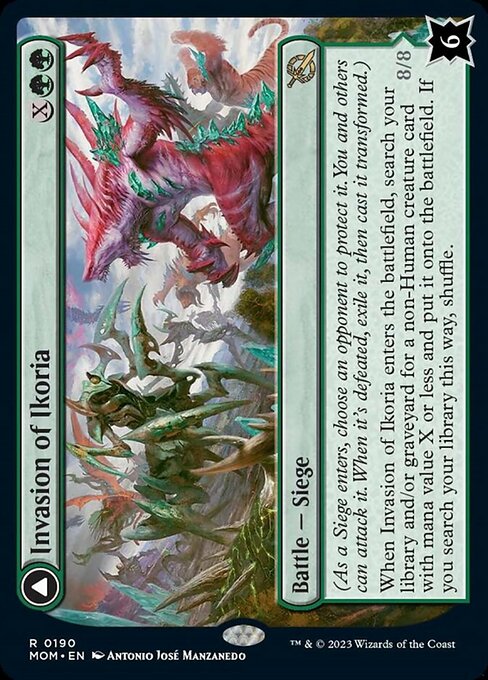 Invasion of Ikoria
X
Battle — Siege
(As a Siege enters, choose an opponent to protect it. You and others
can attack it. When it's defeated, exile it, then cast it transformed.)
When Invasion of Ikoria enters the battlefield, search your
library and/or graveyard for a non-Human creature card
with mana value X or less and put it onto the battlefield. If
you search your library this way, shuffle.
8/8
6
R 0190
MOM • EN Antonio José Manzanedo
™ & © 2023 Wizards of the Coast